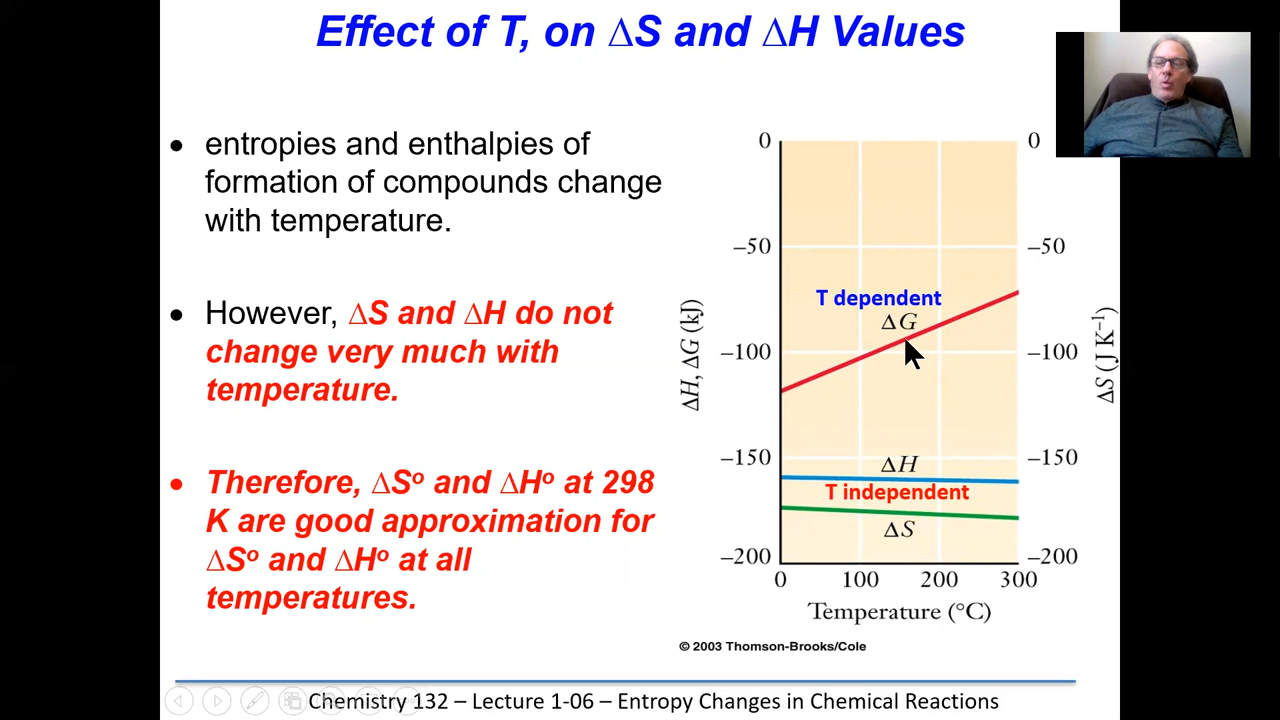 Effect of T, on ∆S and ∆H Values
• entropies and enthalpies of
formation of compounds change
with temperature.
• However, ∆S and ∆H do not
change very much with
temperature.
• Therefore, ∆Sº and ∆Hº at 298
K are good approximation for
∆Sº and ∆Hº at all
temperatures.
0
–50
–100
–150
–200
∆H, ∆G (kJ)
T dependent
∆G
∆H
T independent
∆S
0
–50
–100
–150
–200
∆S (J K⁻¹)
0 100 200 300
Temperature (°C)
© 2003 Thomson-Brooks/Cole
Chemistry 132 – Lecture 1-06 – Entropy Changes in Chemical Reactions